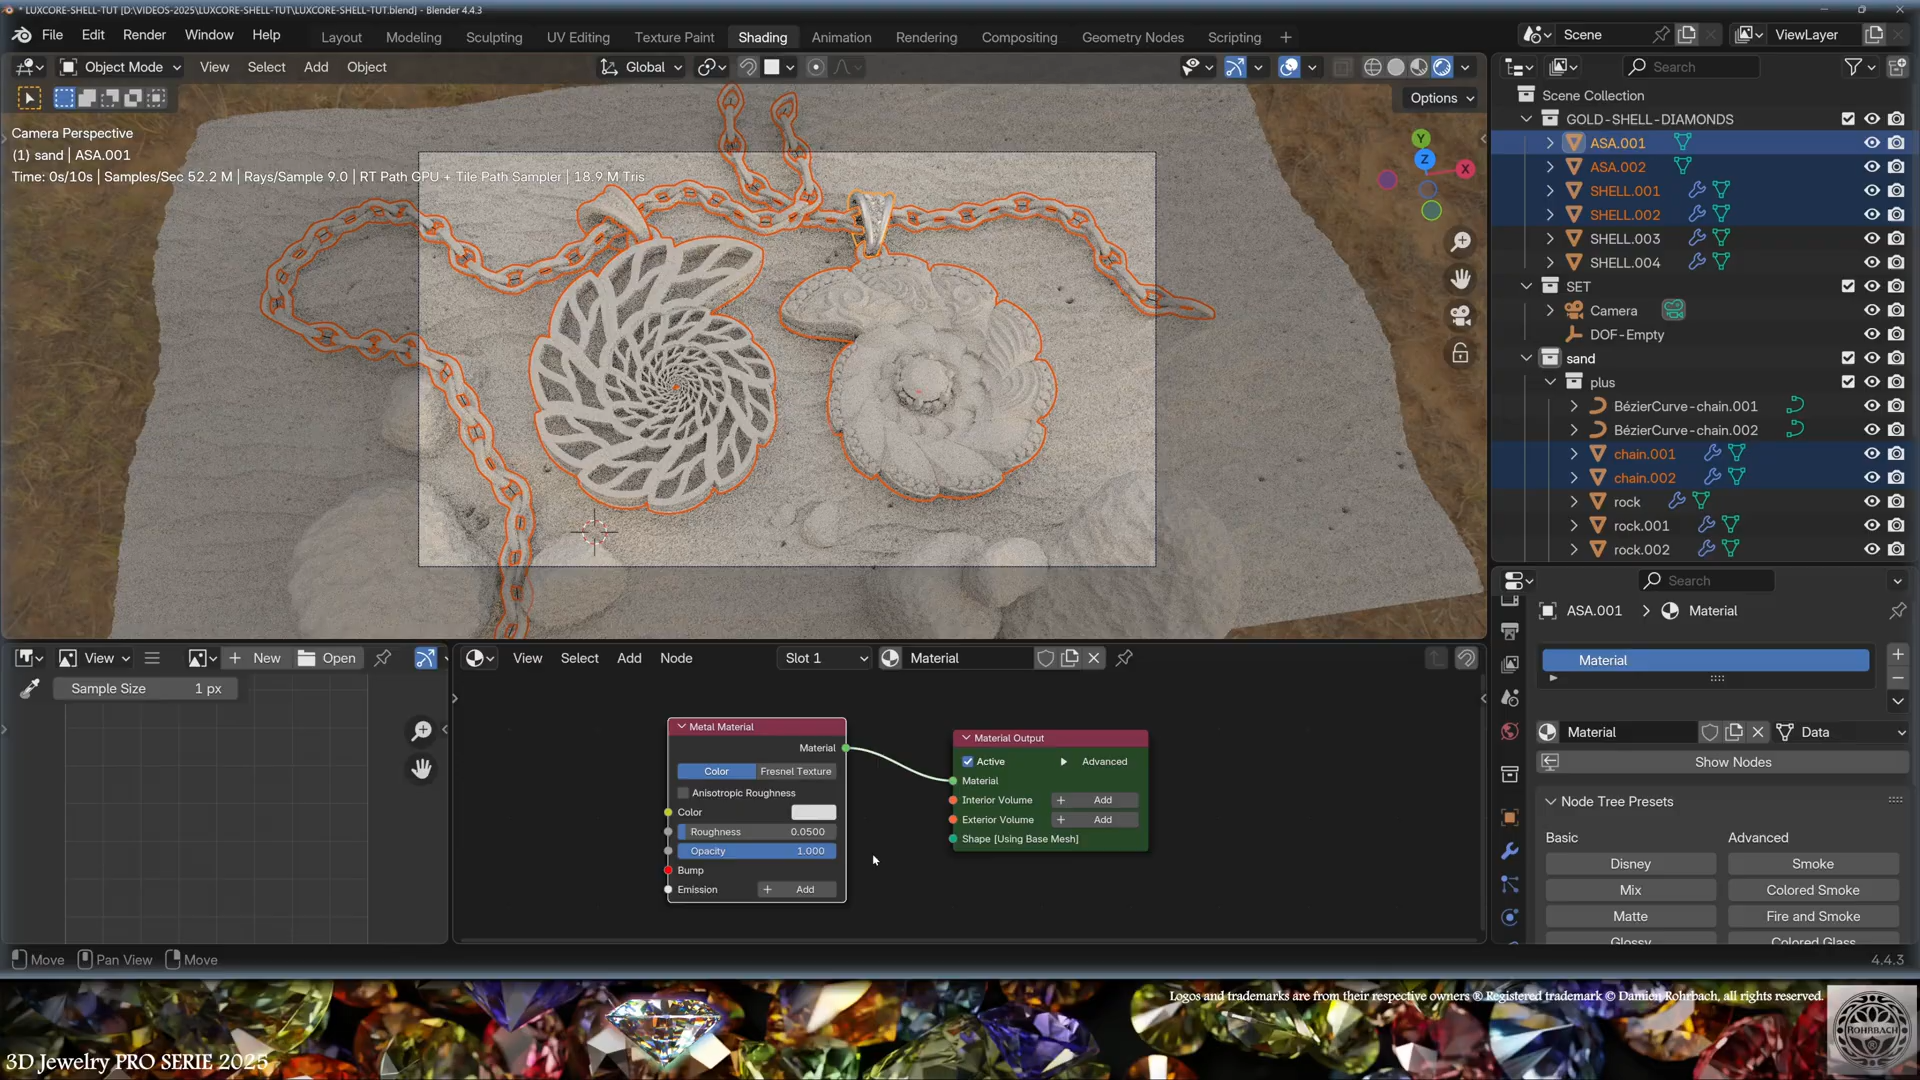 * LUXCORE-SHELL-TUT [D:\VIDEOS-2025\LUXCORE-SHELL-TUT\LUXCORE-SHELL-TUT.blend] - Blender 4.4.3
File Edit Render Window Help
Layout Modeling Sculpting UV Editing Texture Paint Shading Animation Rendering Compositing Geometry Nodes Scripting +
Scene ViewLayer
Object Mode View Select Add Object Global
Search
Options
Camera Perspective
(1) sand | ASA.001
Time: 0s/10s | Samples/Sec 52.2 M | Rays/Sample 9.0 | RT Path GPU + Tile Path Sampler | 18.9 M Tris
Y
Z
X
Scene Collection
GOLD-SHELL-DIAMONDS
ASA.001
ASA.002
SHELL.001
SHELL.002
SHELL.003
SHELL.004
SET
Camera
DOF-Empty
sand
plus
BézierCurve-chain.001
BézierCurve-chain.002
chain.001
chain.002
rock
rock.001
rock.002
Search
ASA.001 > Material
Material
Material Data
Show Nodes
Node Tree Presets
Basic Advanced
Disney Smoke
Mix Colored Smoke
Matte Fire and Smoke
Glossy Colored Glass
View New Open
Sample Size 1 px
View Select Add Node Slot 1 Material
Metal Material
Material
Color Fresnel Texture
Anisotropic Roughness
Color
Roughness 0.0500
Opacity 1.000
Bump
Emission + Add
Material Output
Active Advanced
Material
Interior Volume + Add
Exterior Volume + Add
Shape [Using Base Mesh]
Move Pan View Move
4.4.3
Logos and trademarks are from their respective owners ® Registered trademark © Damien Rohrbach, all rights reserved.
3D Jewelry PRO SERIE 2025
ROHRBACH